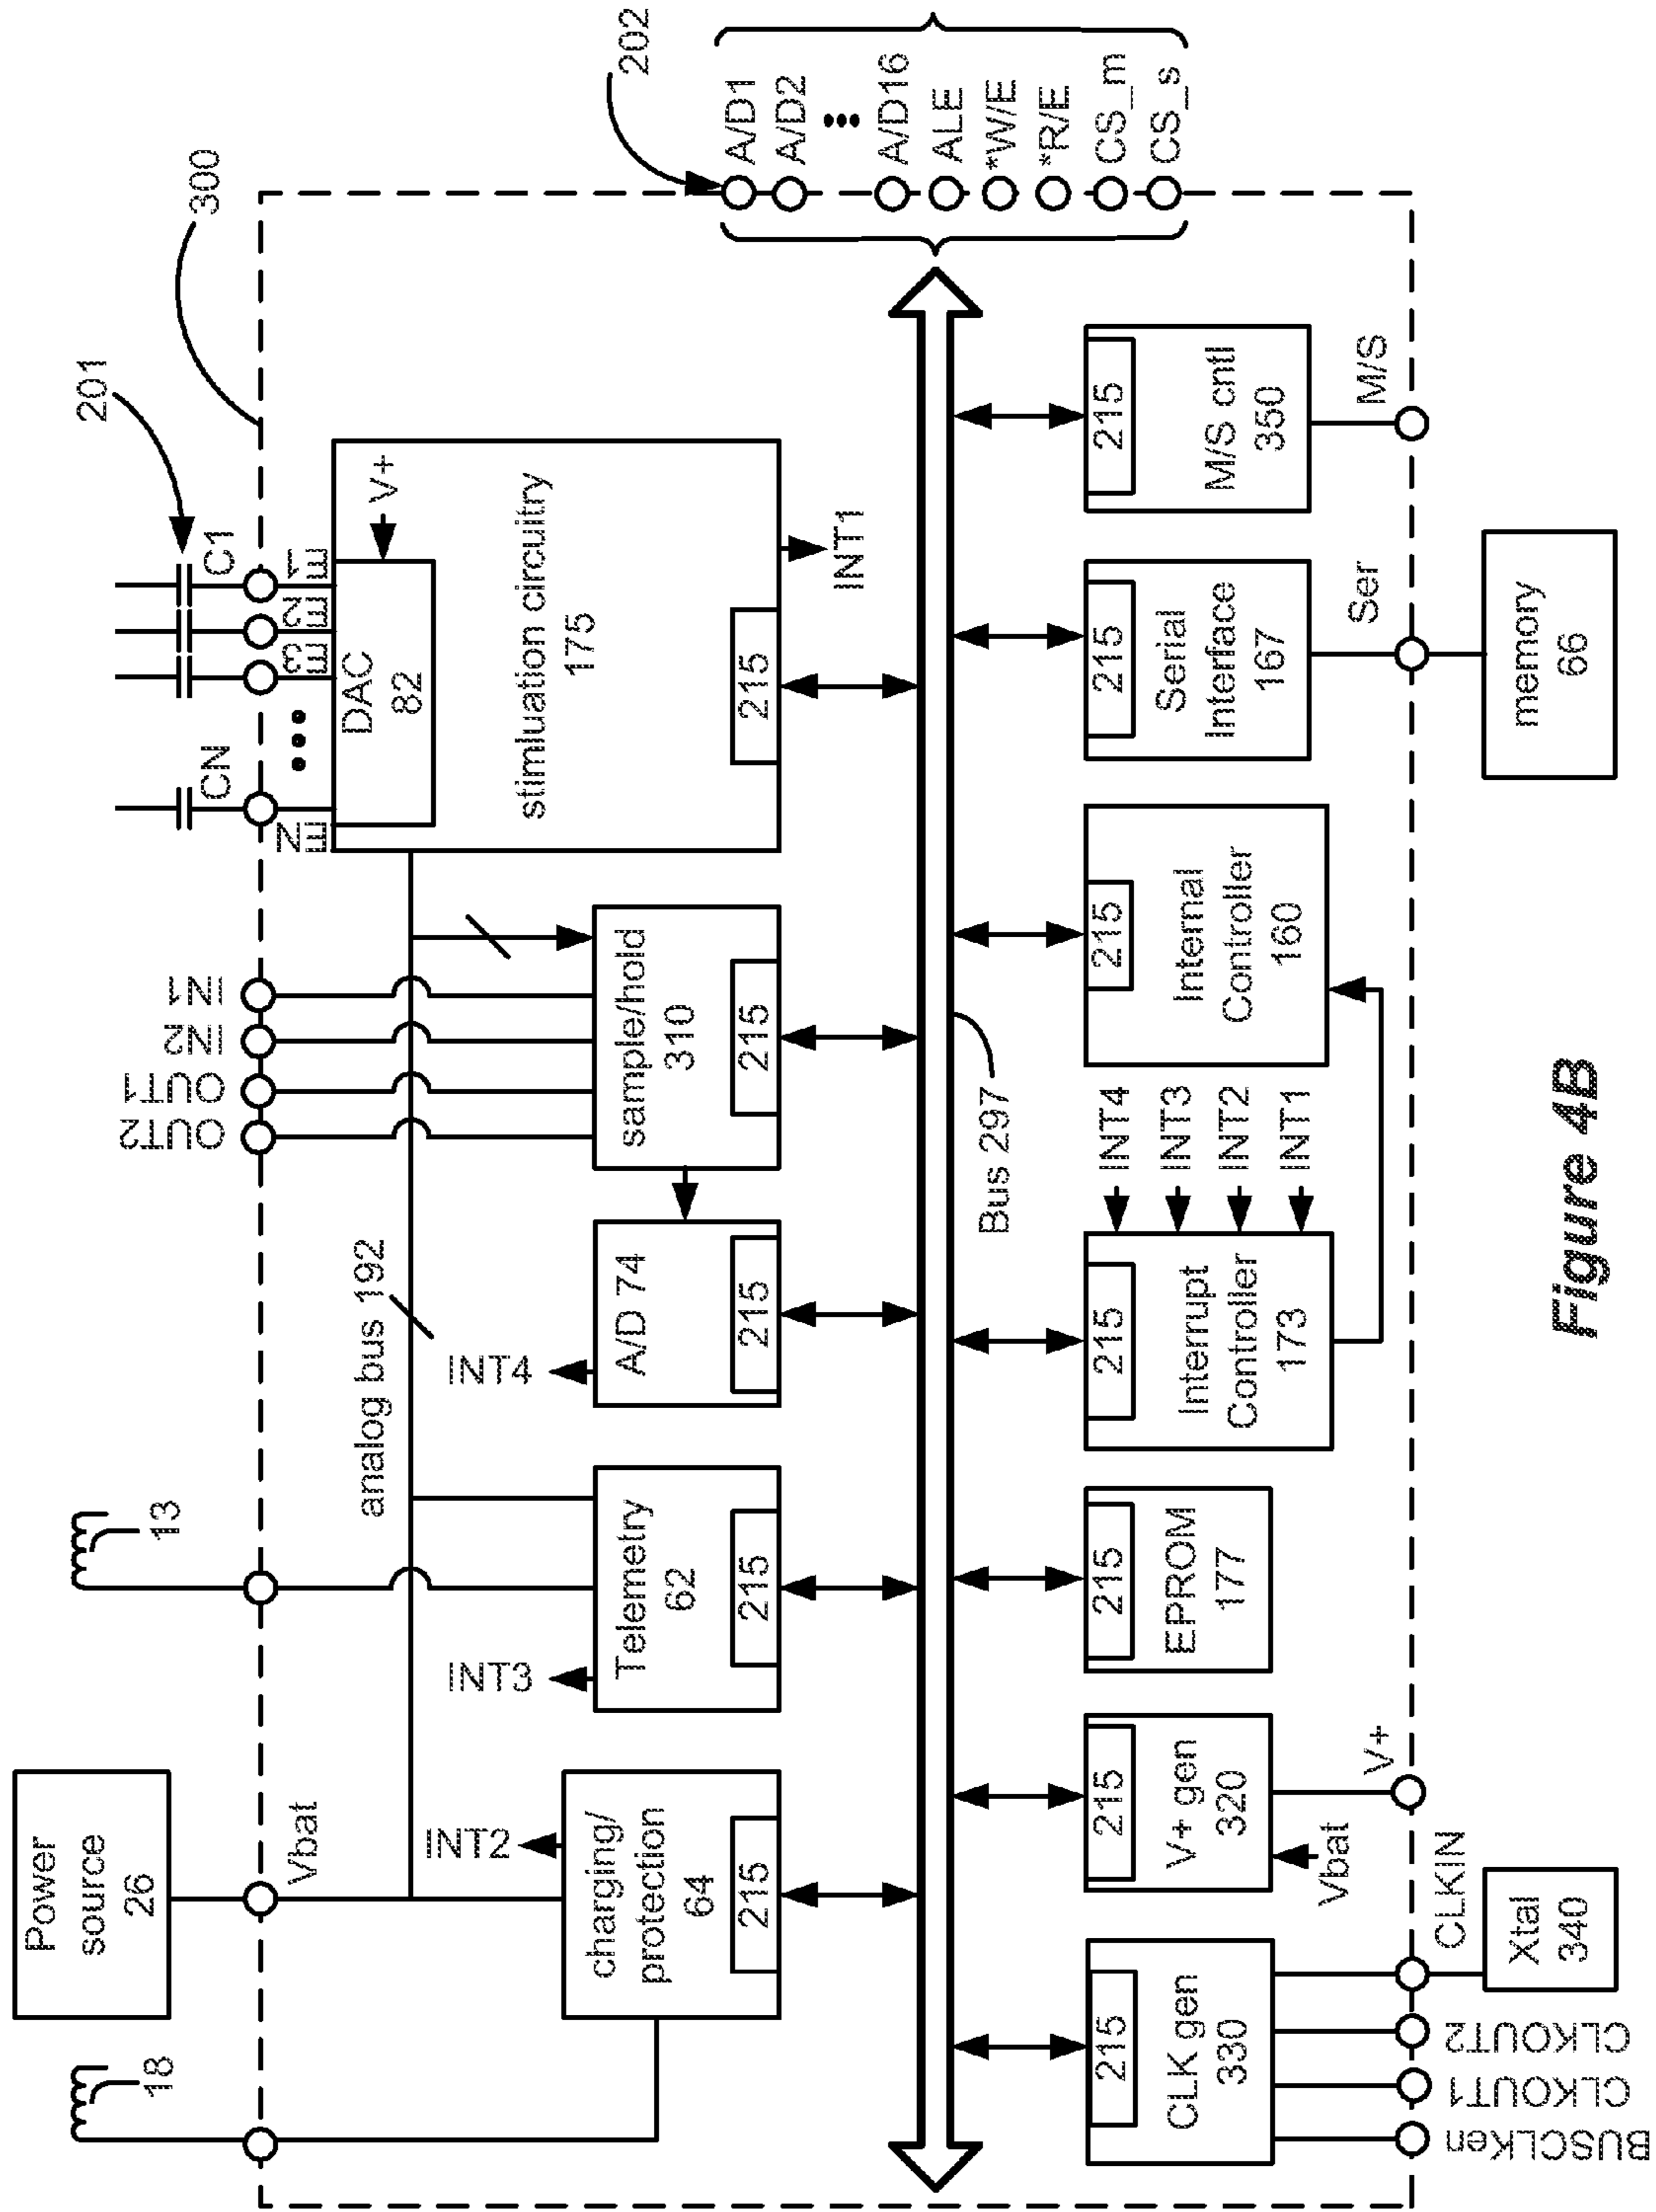 Power
source
26
18
13
201
300
202
Vbat
C1
CN
IN1
IN2
OUT1
OUT2
E1
E2
E3
EN
•••
analog bus 192
INT2
charging/
protection
64
215
INT3
Telemetry
62
215
INT4
A/D 74
215
sample/hold
310
215
DAC
82
V+
stimluation circuitry
175
215
INT1
Bus 297
A/D1
A/D2
•••
A/D16
ALE
*W/E
*R/E
CS_m
CS_s
215
CLK gen
330
215
V+ gen
320
Vbat
215
EPROM
177
215
Interrupt
Controller
173
INT4
INT3
INT2
INT1
215
Internal
Controller
160
215
Serial
Interface
167
215
M/S cntl
350
BUSCLKen
CLKOUT1
CLKOUT2
CLKIN
V+
Ser
M/S
Xtal
340
memory
66
Figure 4B